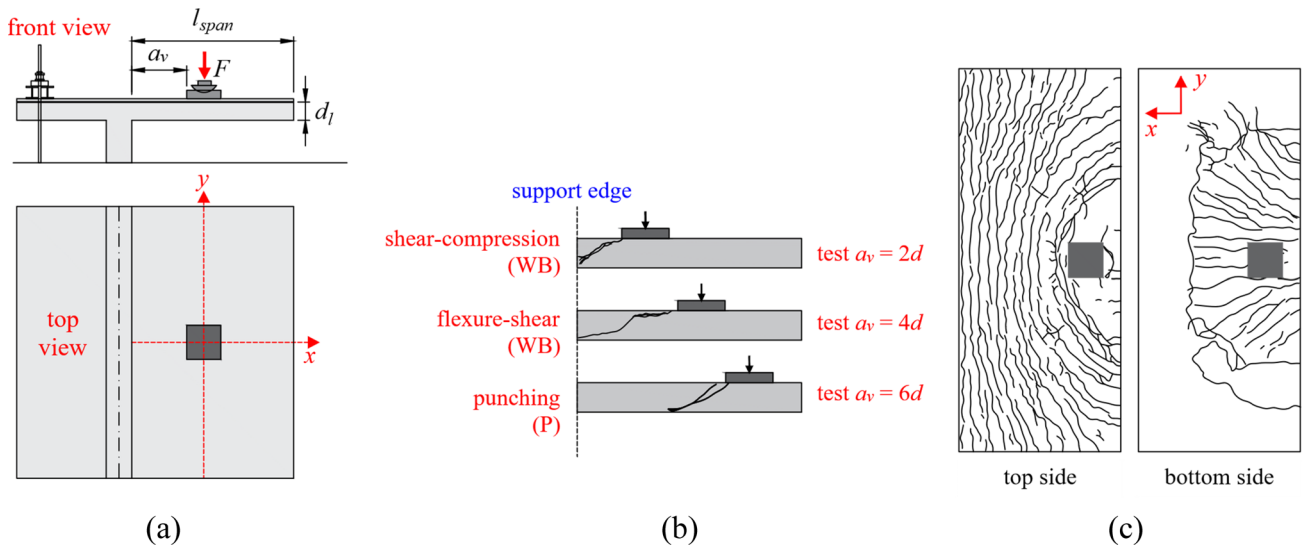 front view
l_span
a_v
F
d_l
y
top
view
x
(a)
support edge
shear-compression
(WB)
test a_v = 2d
flexure-shear
(WB)
test a_v = 4d
punching
(P)
test a_v = 6d
(b)
y
x
top side
bottom side
(c)